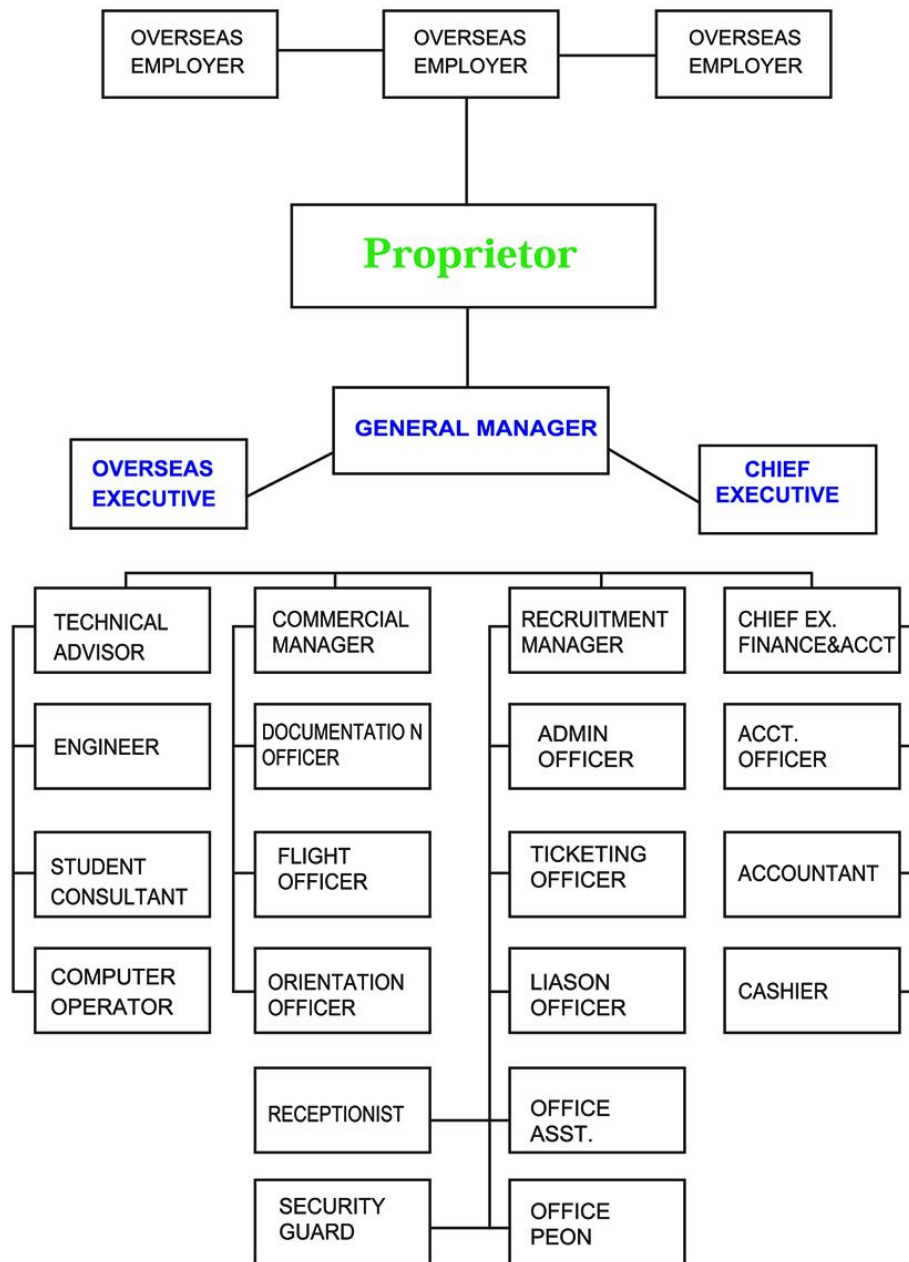 OVERSEAS
EMPLOYER
OVERSEAS
EMPLOYER
OVERSEAS
EMPLOYER
Proprietor
GENERAL MANAGER
OVERSEAS
EXECUTIVE
CHIEF
EXECUTIVE
TECHNICAL
ADVISOR
COMMERCIAL
MANAGER
RECRUITMENT
MANAGER
CHIEF EX.
FINANCE&ACCT
ENGINEER
DOCUMENTATIO N
OFFICER
ADMIN
OFFICER
ACCT.
OFFICER
STUDENT
CONSULTANT
FLIGHT
OFFICER
TICKETING
OFFICER
ACCOUNTANT
COMPUTER
OPERATOR
ORIENTATION
OFFICER
LIASON
OFFICER
CASHIER
RECEPTIONIST
OFFICE
ASST.
SECURITY
GUARD
OFFICE
PEON